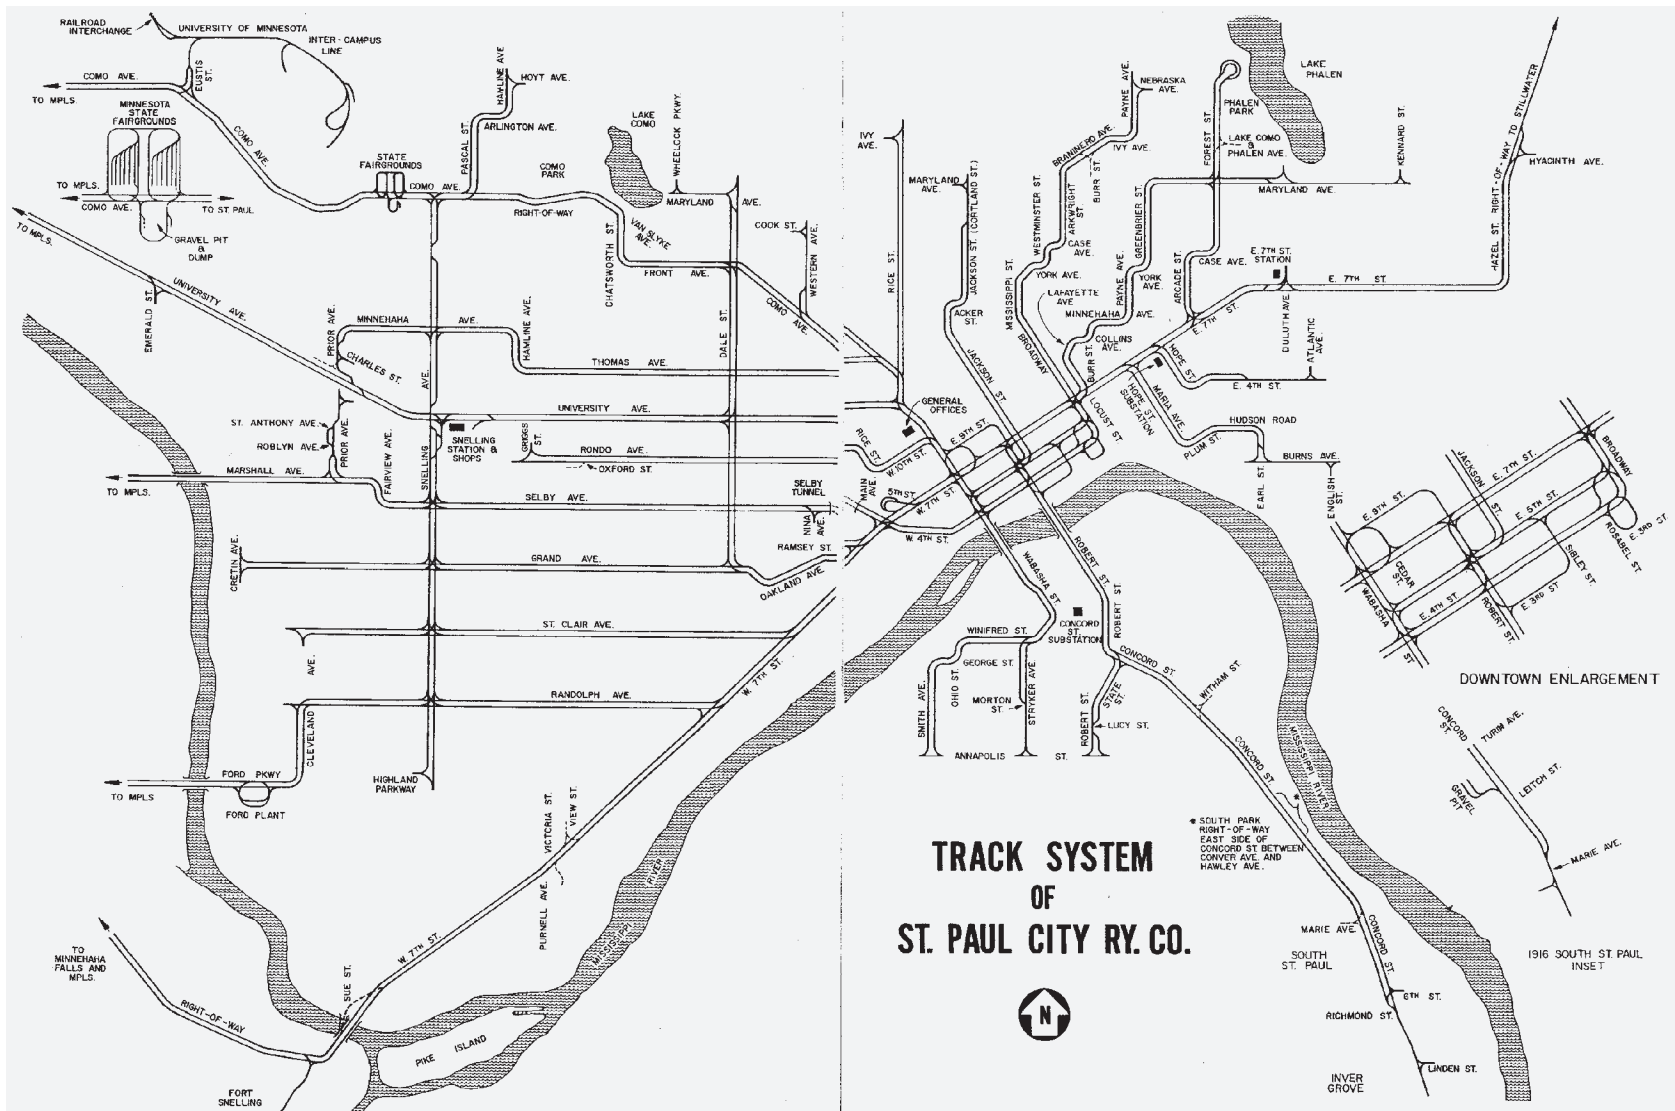 RAILROAD
INTERCHANGE
UNIVERSITY OF MINNESOTA
INTER-CAMPUS
LINE
COMO AVE.
TO MPLS.
EUSTIS
ST.
MINNESOTA
STATE
FAIRGROUNDS
COMO AVE.
TO MPLS.
COMO AVE.
TO ST. PAUL
GRAVEL PIT
&
DUMP
STATE
FAIRGROUNDS
COMO AVE.
PASCAL ST.
HAMLINE AVE
HOYT AVE.
ARLINGTON AVE.
COMO
PARK
RIGHT-OF-WAY
LAKE
COMO
WHEELOCK PKWY.
MARYLAND AVE.
VAN SLYKE
AVE.
CHATSWORTH ST.
FRONT AVE.
COOK ST.
WESTERN AVE.
COMO AVE.
TO MPLS.
EMERALD ST.
UNIVERSITY AVE.
PRIOR AVE.
MINNEHAHA AVE.
CHARLES ST.
HAMLINE AVE.
THOMAS AVE.
DALE ST.
UNIVERSITY AVE.
ST. ANTHONY AVE.
ROBLYN AVE.
PRIOR AVE.
FAIRVIEW AVE.
SNELLING AVE.
SNELLING
STATION &
SHOPS
GRIGGS
ST.
RONDO AVE.
OXFORD ST.
MARSHALL AVE.
TO MPLS.
SELBY AVE.
SELBY
TUNNEL
NINA
AVE.
RAMSEY ST.
CRETIN AVE.
GRAND AVE.
OAKLAND AVE.
ST. CLAIR AVE.
RANDOLPH AVE.
W. 7TH ST.
CLEVELAND AVE.
FORD PKWY
TO MPLS
FORD PLANT
HIGHLAND
PARKWAY
VICTORIA ST.
VIEW ST.
PURNELL AVE.
W. 7TH ST.
SUE ST.
MISSISSIPPI RIVER
TO
MINNEHAHA
FALLS AND
MPLS.
RIGHT-OF-WAY
PIKE ISLAND
FORT
SNELLING
IVY
AVE.
RICE ST.
MARYLAND
AVE.
JACKSON ST. (CORTLAND ST.)
ACKER
ST.
JACKSON ST.
WESTMINSTER ST.
MISSISSIPPI ST.
BROADWAY
BRAINERD AVE.
PAYNE AVE.
NEBRASKA
AVE.
IVY AVE.
BURR ST.
ARKWRIGHT
ST.
CASE
AVE.
YORK AVE.
LAFAYETTE
AVE
GREENBRIER ST.
PAYNE AVE.
YORK
AVE.
MINNEHAHA AVE.
COLLINS
AVE.
BURR ST.
LOCUST ST.
FOREST ST.
PHALEN
PARK
LAKE COMO
&
PHALEN AVE.
LAKE
PHALEN
MARYLAND AVE.
KENNARD ST.
ARCADE ST.
CASE AVE.
E. 7TH ST.
STATION
E. 7TH ST.
E. 7TH ST.
DULUTH AVE.
ATLANTIC
AVE.
HAZEL ST. RIGHT-OF-WAY TO STILLWATER
HYACINTH AVE.
HOPE ST.
E. 4TH ST.
HOPE ST.
SUBSTATION
MARIA AVE.
PLUM ST.
HUDSON ROAD
EARL ST.
BURNS AVE.
ENGLISH
ST.
GENERAL
OFFICES
RICE ST.
W. 10TH ST.
E. 9TH ST.
MAIN
AVE.
5TH ST.
W. 7TH ST.
W. 4TH ST.
WABASHA ST.
ROBERT ST.
ROBERT ST.
CONCORD
ST.
SUBSTATION
WINIFRED ST.
GEORGE ST.
SMITH AVE.
OHIO ST.
MORTON
ST.
STRYKER AVE.
ROBERT ST.
STATE
ST.
LUCY ST.
ANNAPOLIS ST.
CONCORD ST.
WITHAM ST.
CONCORD ST.
MISSISSIPPI RIVER
* SOUTH PARK
RIGHT-OF-WAY
EAST SIDE OF
CONCORD ST. BETWEEN
CONVER AVE. AND
HAWLEY AVE.
*
MARIE AVE.
CONCORD ST.
SOUTH
ST. PAUL
6TH ST.
RICHMOND ST.
LINDEN ST.
INVER
GROVE
E. 9TH ST.
JACKSON ST.
E. 7TH ST.
BROADWAY
E. 5TH ST.
E. 3RD ST.
ROSABEL ST.
SIBLEY ST.
CEDAR
ST.
E. 4TH ST.
E. 3RD ST.
ROBERT ST.
WABASHA ST.
DOWNTOWN ENLARGEMENT
CONCORD
ST.
TURIM AVE.
LEITCH ST.
GRAVEL
PIT
MARIE AVE.
1916 SOUTH ST. PAUL
INSET
TRACK SYSTEM
OF
ST. PAUL CITY RY. CO.
N